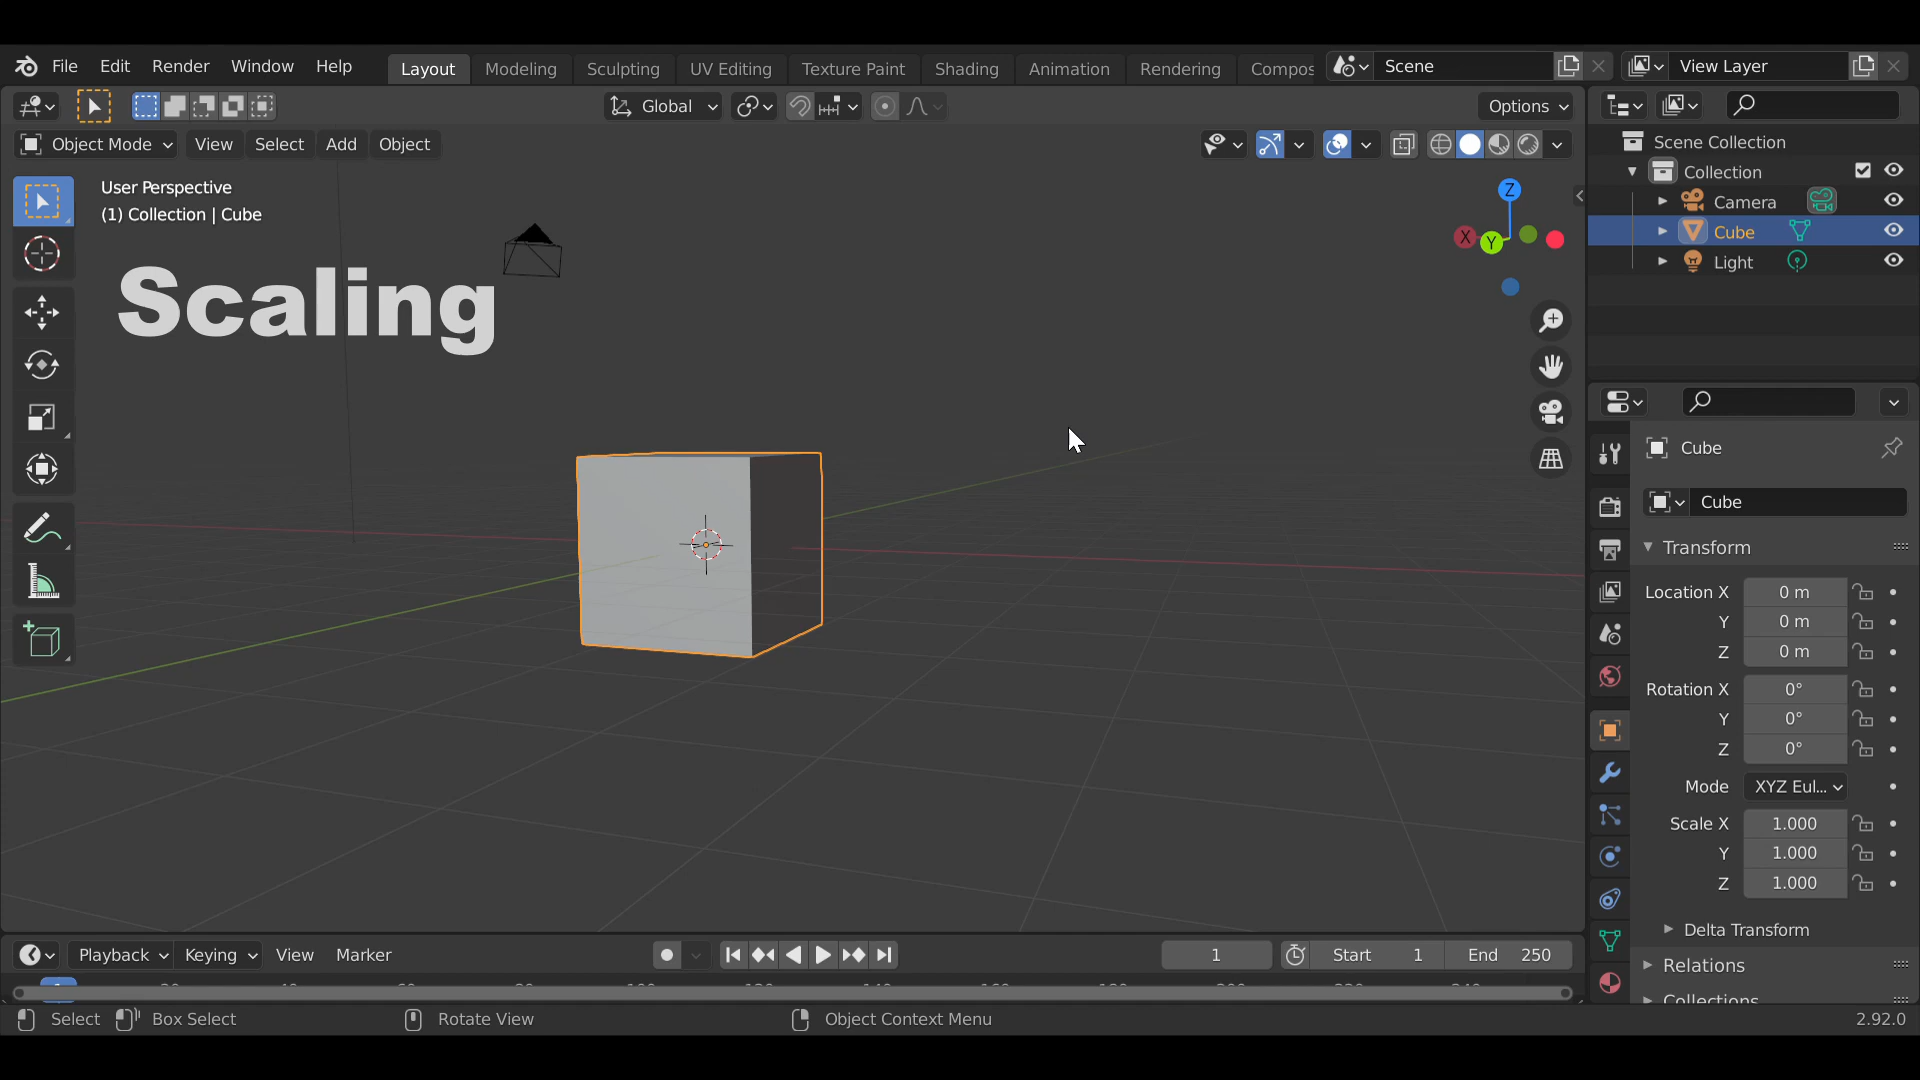 File Edit Render Window Help Layout Modeling Sculpting UV Editing Texture Paint Shading Animation Rendering Compos Scene View Layer
Global Options
Object Mode View Select Add Object
User Perspective
(1) Collection | Cube
Scaling
Z
X
Y
Scene Collection
Collection
Camera
Cube
Light
Cube
Cube
Transform
Location X 0 m
Y 0 m
Z 0 m
Rotation X 0°
Y 0°
Z 0°
Mode XYZ Eul...
Scale X 1.000
Y 1.000
Z 1.000
Delta Transform
Relations
Collections
Playback Keying View Marker 1 Start 1 End 250
Select Box Select Rotate View Object Context Menu 2.92.0